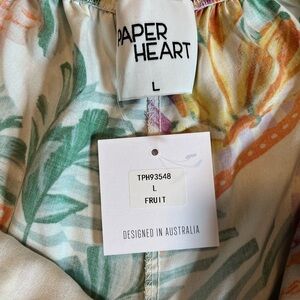 PAPER
HEART
L
TPH93548
L
FRUIT
DESIGNED IN AUSTRALIA